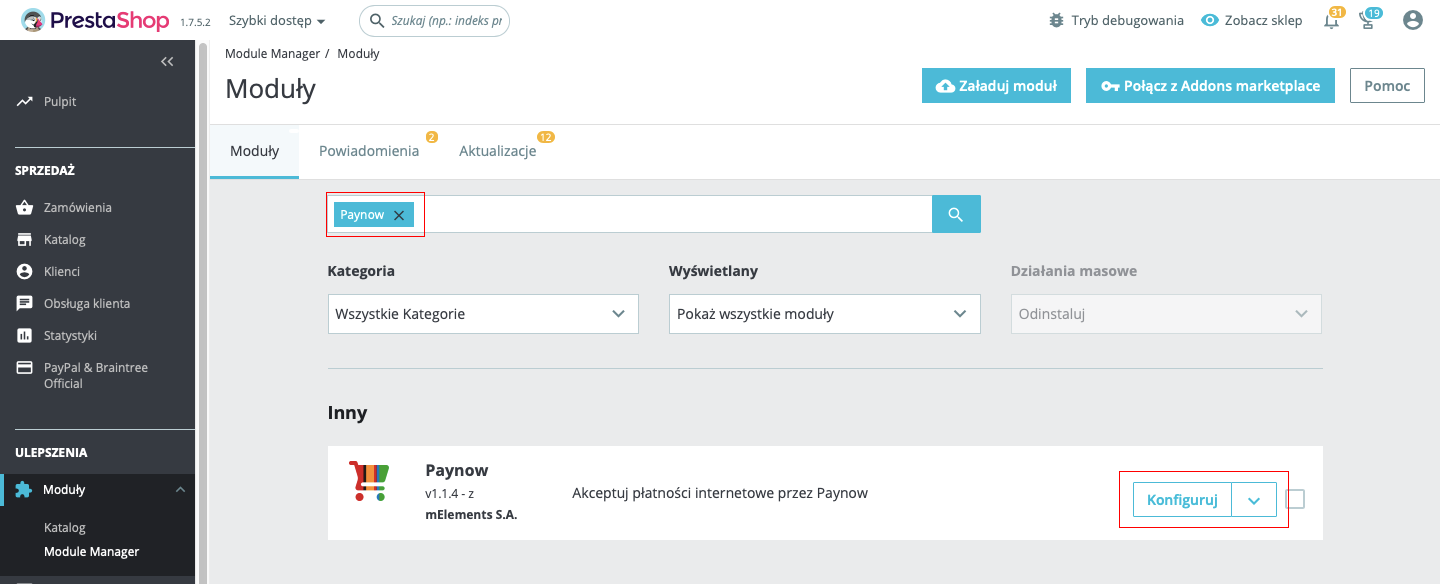 PrestaShop 1.7.5.2 Szybki dostęp Szukaj (np.: indeks pr Tryb debugowania Zobacz sklep 31 19
Module Manager / Moduły
Moduły
Załaduj moduł Połącz z Addons marketplace Pomoc
Pulpit
SPRZEDAŻ
Zamówienia
Katalog
Klienci
Obsługa klienta
Statystyki
PayPal & Braintree
Official
ULEPSZENIA
Moduły
Katalog
Module Manager
Moduły Powiadomienia 2 Aktualizacje 12
Paynow
Kategoria Wyświetlany Działania masowe
Wszystkie Kategorie Pokaż wszystkie moduły Odinstaluj
Inny
Paynow
v1.1.4 - z
mElements S.A.
Akceptuj płatności internetowe przez Paynow
Konfiguruj